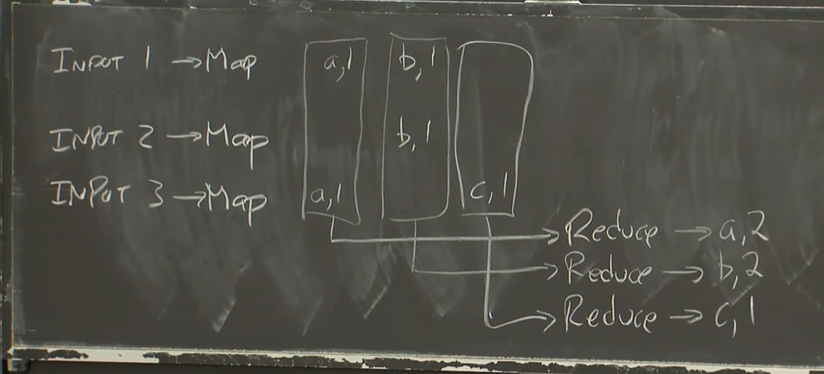 INPUT 1 → Map a,1 b,1
INPUT 2 → Map b,1
INPUT 3 → Map a,1 c,1
Reduce → a,2
Reduce → b,2
Reduce → c,1